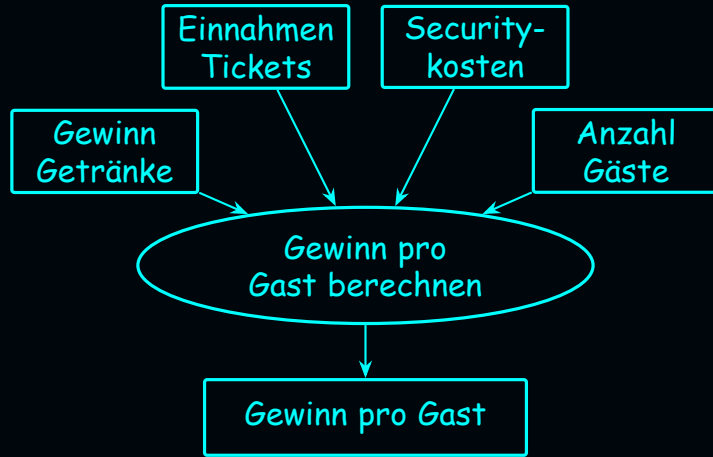 Einnahmen
Tickets
Security-
kosten
Gewinn
Getränke
Anzahl
Gäste
Gewinn pro
Gast berechnen
Gewinn pro Gast